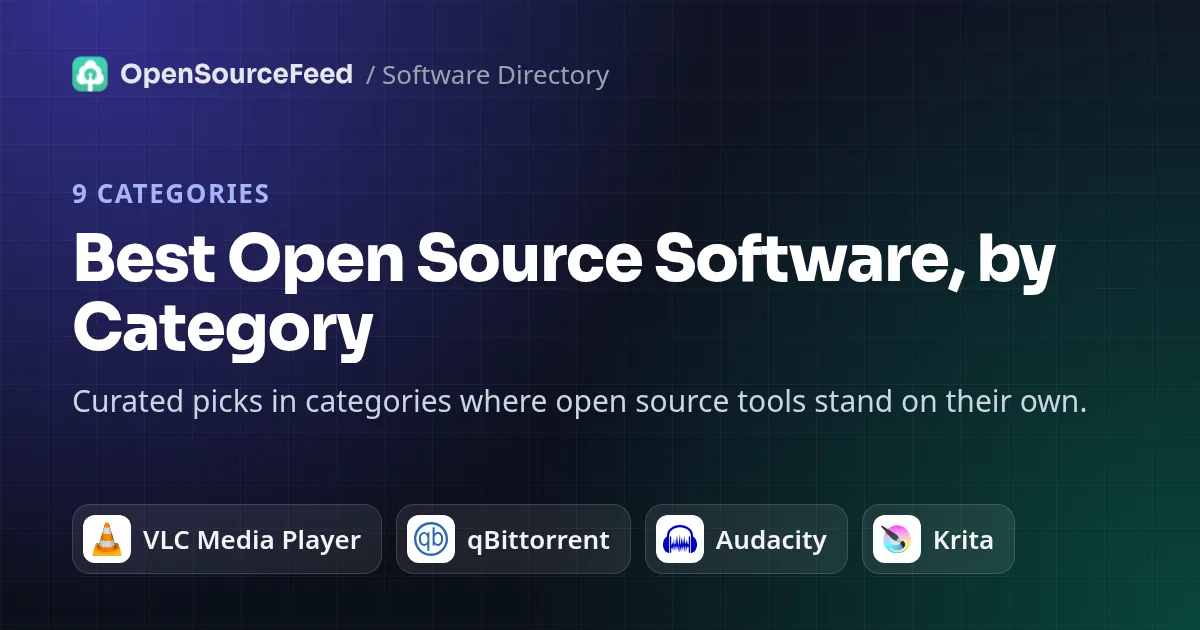 OpenSourceFeed / Software Directory
9 CATEGORIES
Best Open Source Software, by
Category
Curated picks in categories where open source tools stand on their own.
VLC Media Player qb qBittorrent Audacity Krita